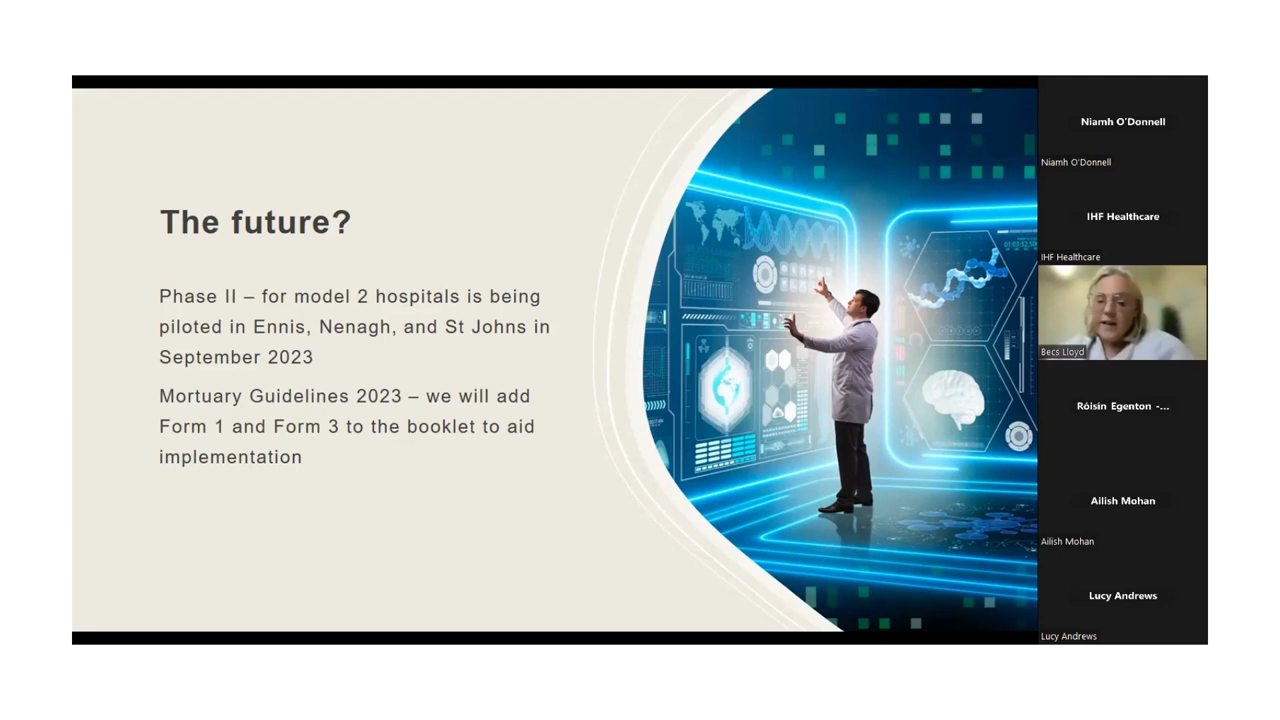 The future?
Phase II – for model 2 hospitals is being
piloted in Ennis, Nenagh, and St Johns in
September 2023
Mortuary Guidelines 2023 – we will add
Form 1 and Form 3 to the booklet to aid
implementation
Niamh O'Donnell
Niamh O'Donnell
IHF Healthcare
IHF Healthcare
Becs Lloyd
Róisín Egenton -...
Ailish Mohan
Ailish Mohan
Lucy Andrews
Lucy Andrews